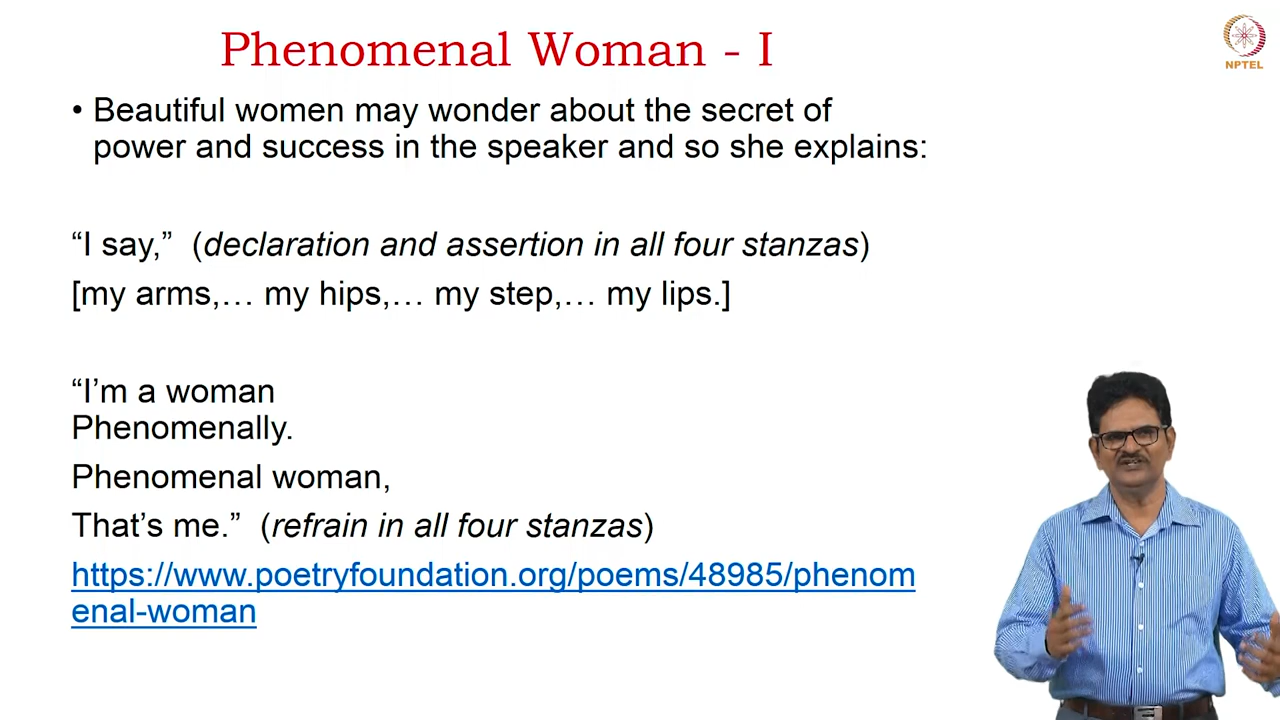 Phenomenal Woman - I
NPTEL
• Beautiful women may wonder about the secret of
power and success in the speaker and so she explains:
“I say,” (declaration and assertion in all four stanzas)
[my arms,… my hips,… my step,… my lips.]
“I’m a woman
Phenomenally.
Phenomenal woman,
That’s me.” (refrain in all four stanzas)
https://www.poetryfoundation.org/poems/48985/phenom
enal-woman